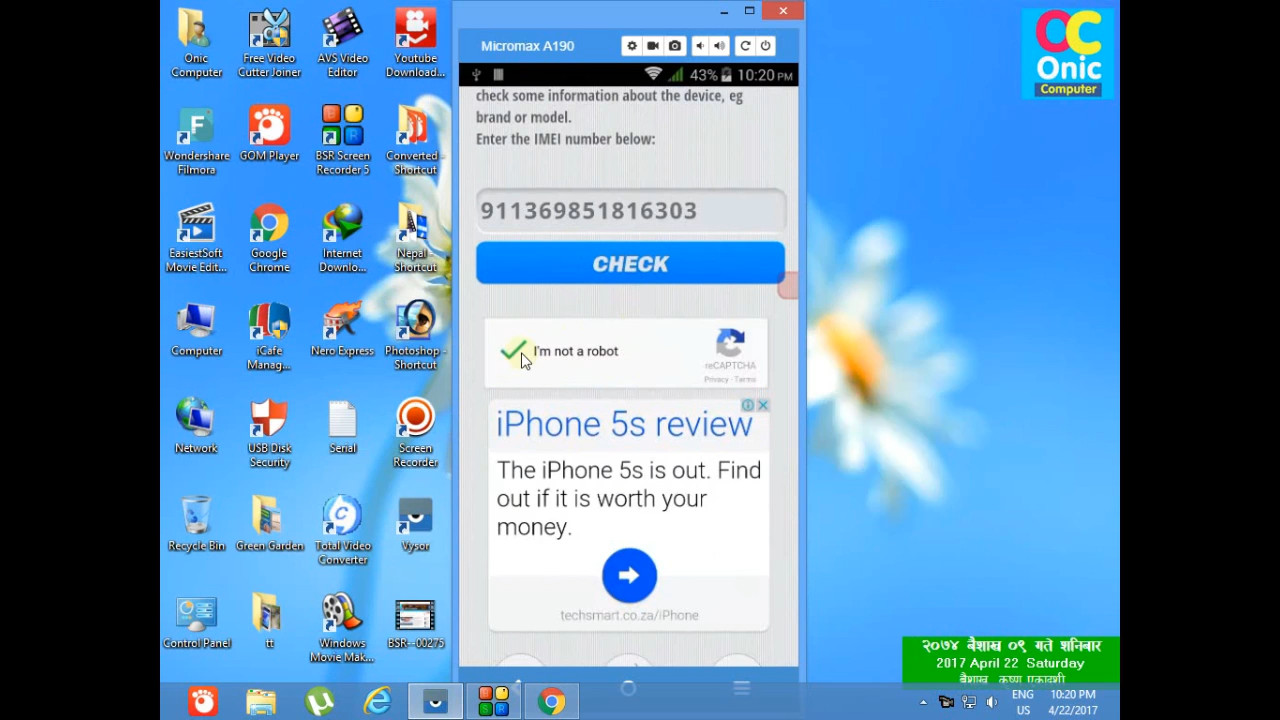 Onic
Computer
Free Video
Cutter Joiner
AVS Video
Editor
Youtube
Download...
Wondershare
Filmora
GOM Player
BSR Screen
Recorder 5
Converted -
Shortcut
EasiestSoft
Movie Edit...
Google
Chrome
Internet
Downlo...
Nepal -
Shortcut
Computer
iCafe
Manag...
Nero Express
Photoshop -
Shortcut
Network
USB Disk
Security
Serial
Screen
Recorder
Recycle Bin
Green Garden
Total Video
Converter
Vysor
Control Panel
tt
Windows
Movie Mak...
BSR--00275
Micromax A190
43% 10:20 PM
check some information about the device, eg
brand or model.
Enter the IMEI number below:
911369851816303
CHECK
I'm not a robot
reCAPTCHA
Privacy - Terms
iPhone 5s review
The iPhone 5s is out. Find
out if it is worth your
money.
techsmart.co.za/iPhone
Onic
Computer
२०७४ बैशाख ०९ गते शनिबार
2017 April 22 Saturday
बैशाख कृष्ण एकादशी
ENG
US
10:20 PM
4/22/2017